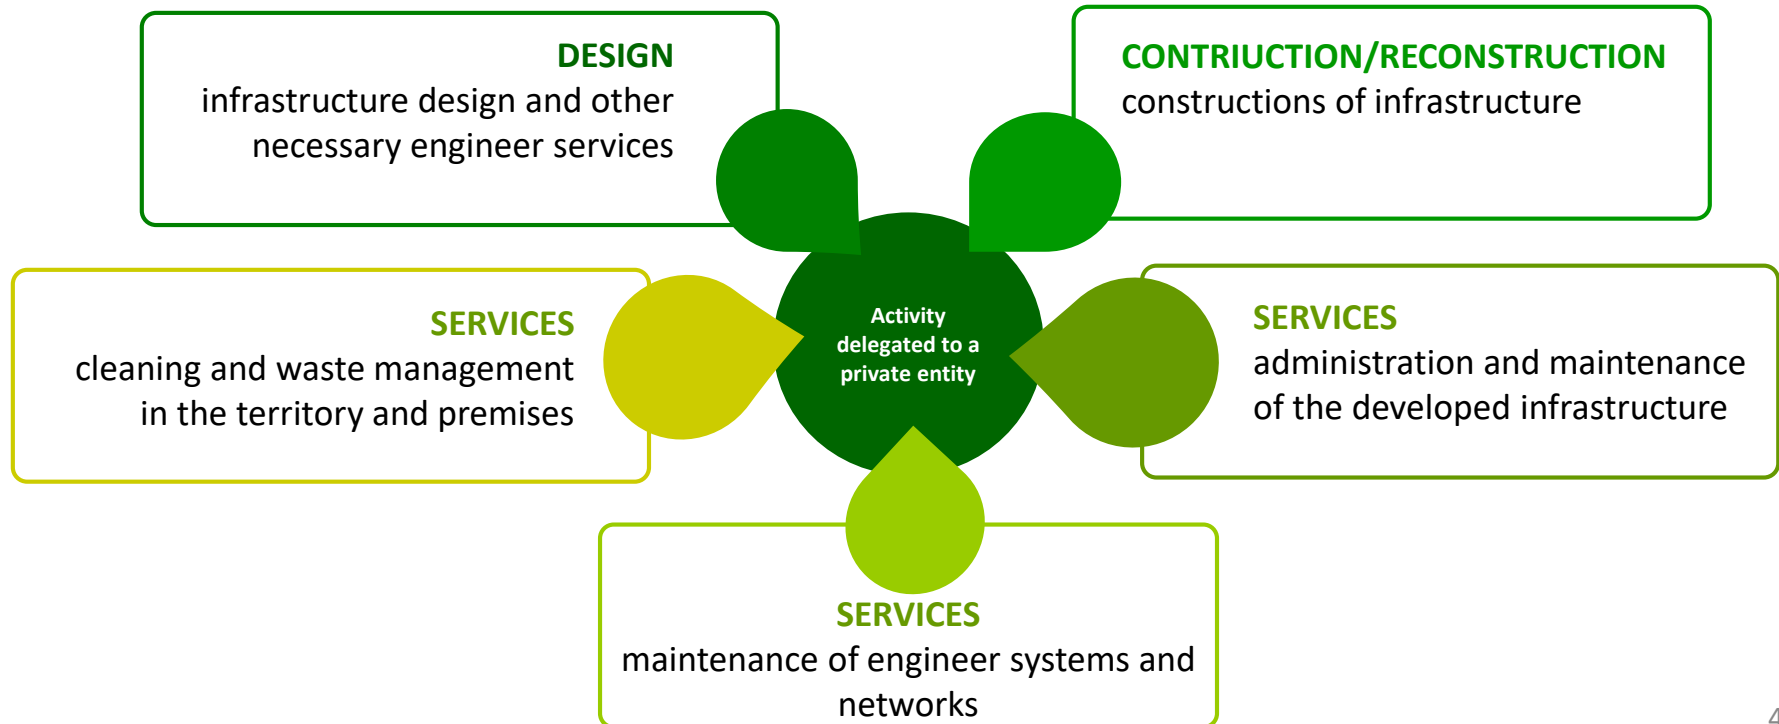 DESIGN
infrastructure design and other
necessary engineer services
CONTRIUCTION/RECONSTRUCTION
constructions of infrastructure
SERVICES
cleaning and waste management
in the territory and premises
Activity
delegated to a
private entity
SERVICES
administration and maintenance
of the developed infrastructure
SERVICES
maintenance of engineer systems and
networks
4